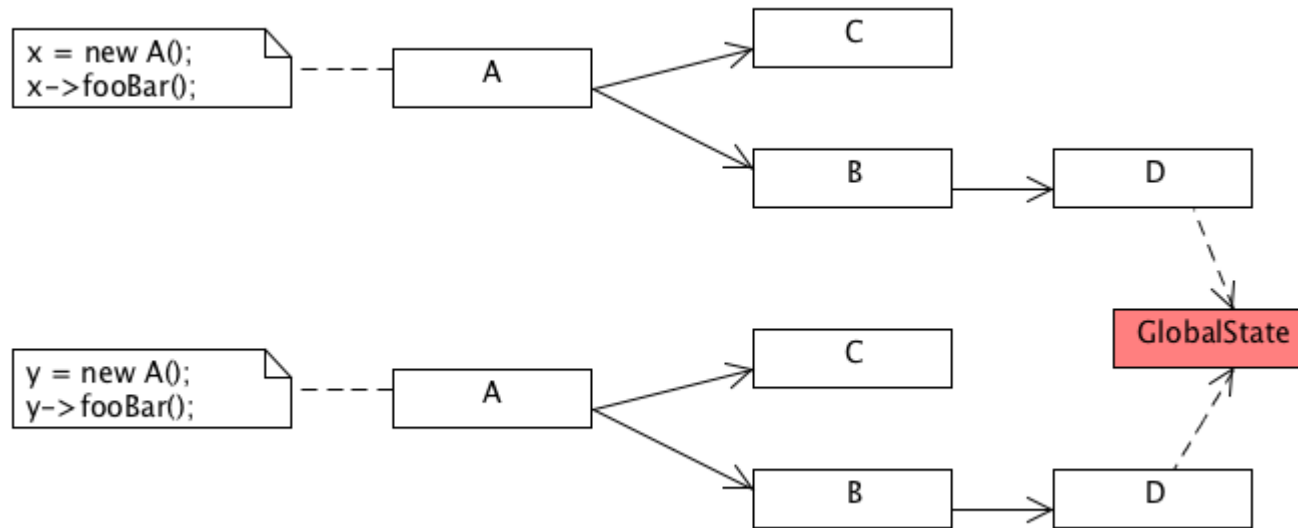 x = new A();
x->fooBar();
A
C
B
D
GlobalState
y = new A();
y->fooBar();
A
C
B
D